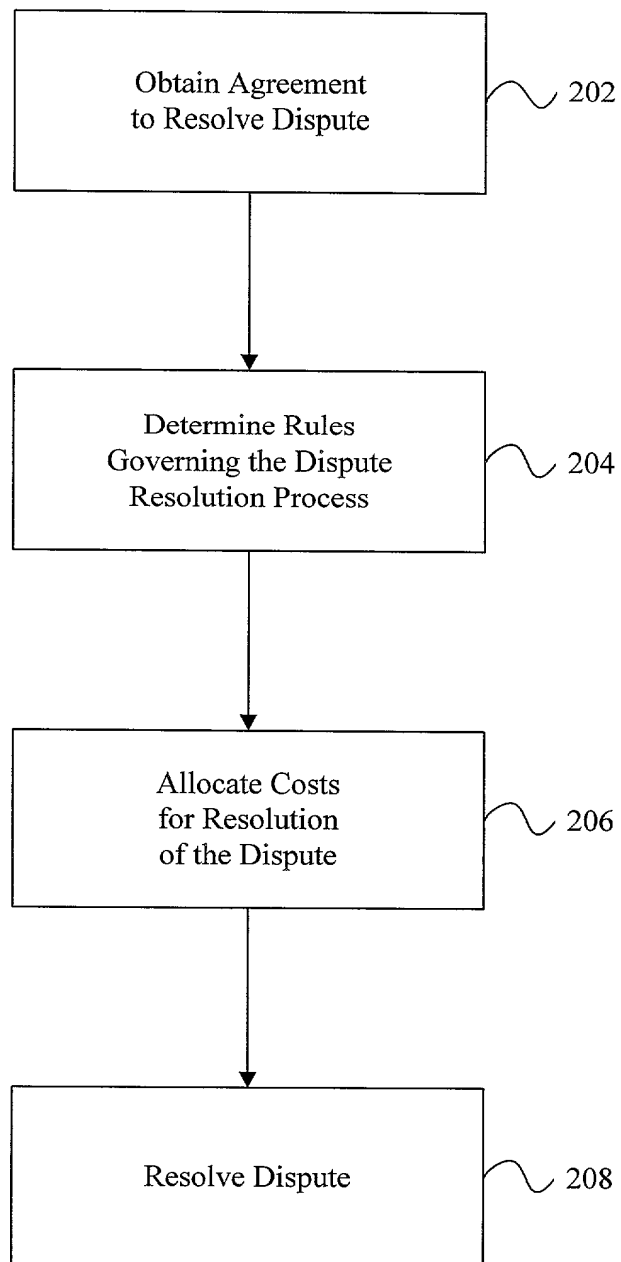 Obtain Agreement
to Resolve Dispute
202
Determine Rules
Governing the Dispute
Resolution Process
204
Allocate Costs
for Resolution
of the Dispute
206
Resolve Dispute
208